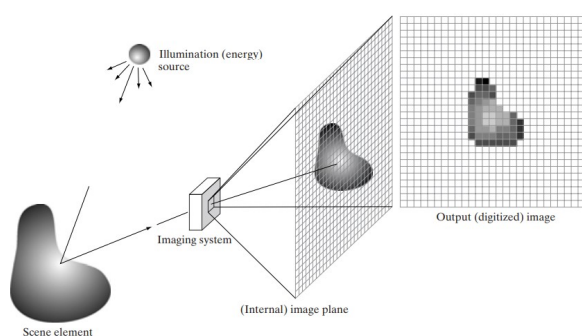 Illumination (energy)
source
Output (digitized) image
Imaging system
(Internal) image plane
Scene element